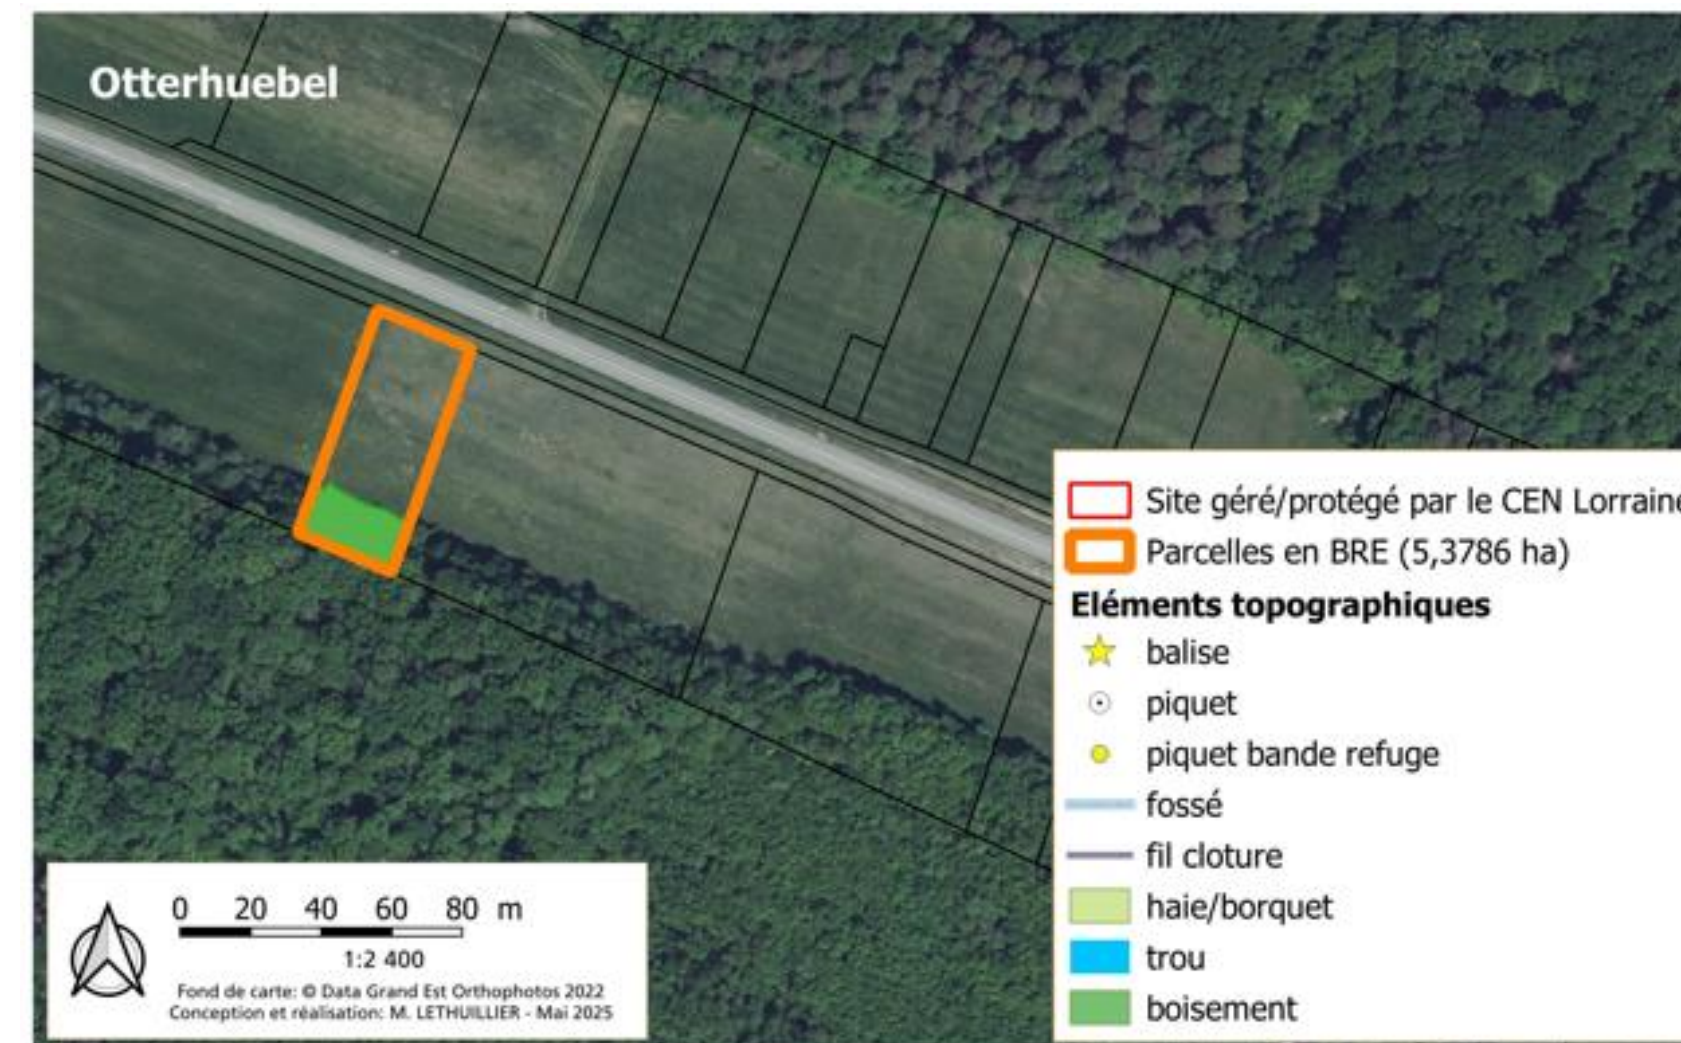 Otterhuebel
Site géré/protégé par le CEN Lorraine
Parcelles en BRE (5,3786 ha)
Eléments topographiques
balise
piquet
piquet bande refuge
fossé
fil cloture
haie/borquet
trou
boisement
0 20 40 60 80 m
1:2 400
Fond de carte: © Data Grand Est Orthophotos 2022
Conception et réalisation: M. LETHUILLIER - Mai 2025